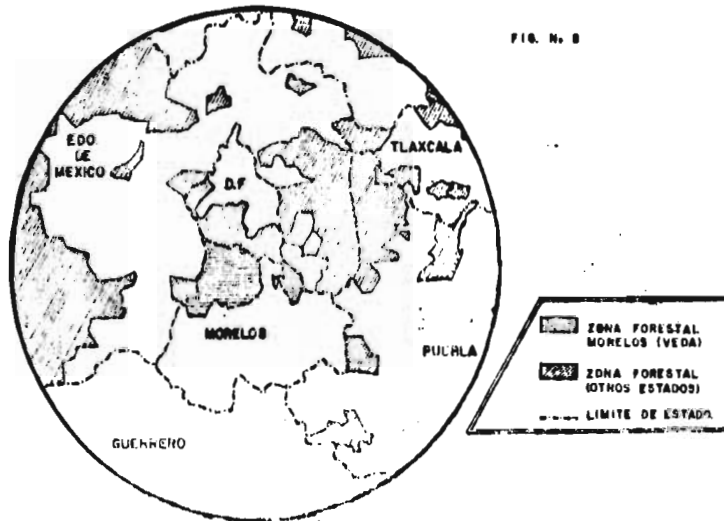 FIG. No 8
EDO.
DE
MEXICO
D.F.
TLAXCALA
MORELOS
PUEBLA
GUERRERO
ZONA FORESTAL
MORELOS (VEDA)
ZONA FORESTAL
(OTROS ESTADOS)
LIMITE DE ESTADO.